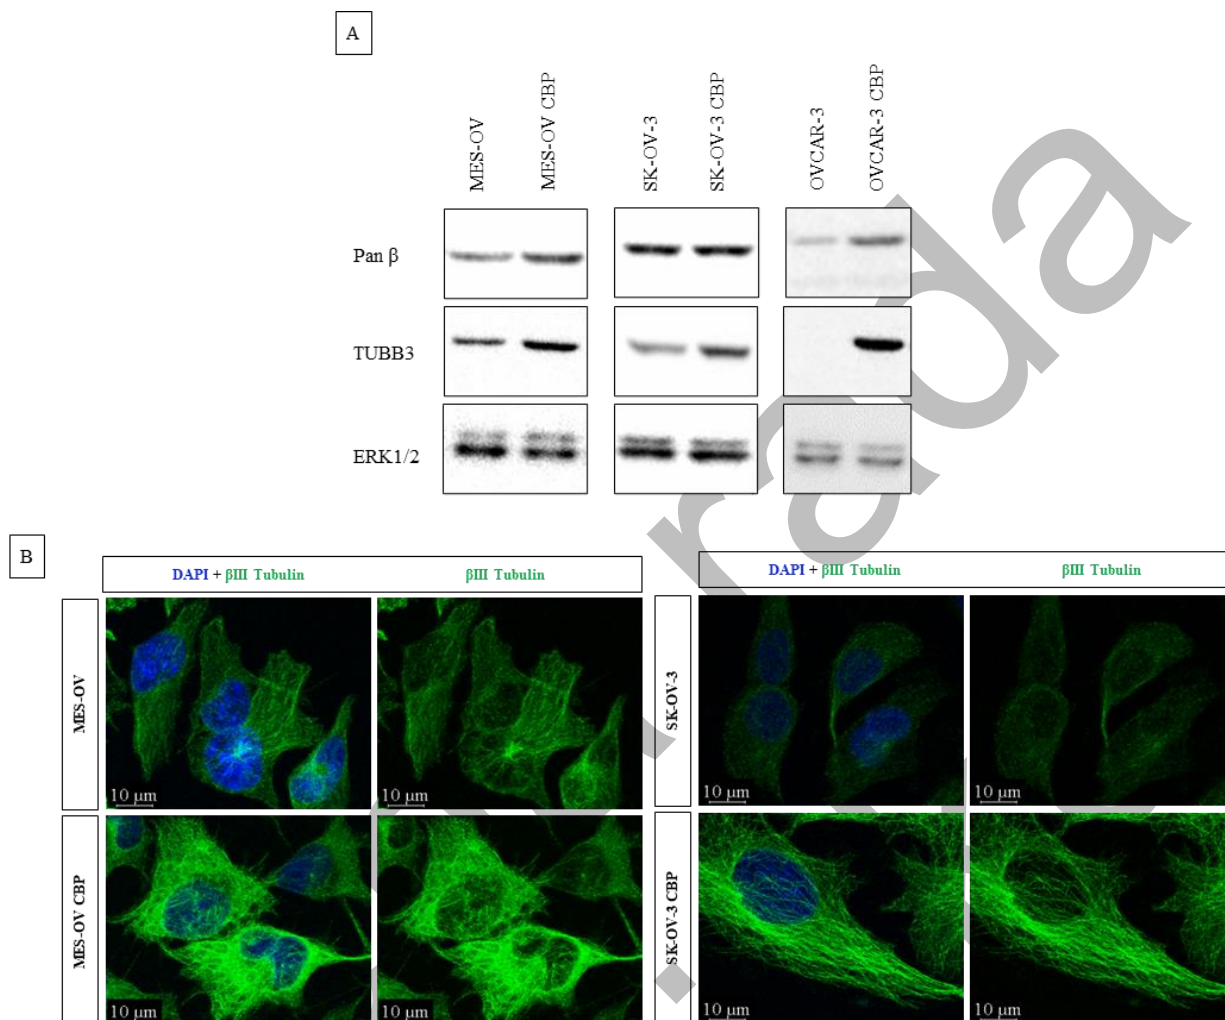 A
MES-OV
MES-OV CBP
SK-OV-3
SK-OV-3 CBP
OVCAR-3
OVCAR-3 CBP
Pan β
TUBB3
ERK1/2
B
DAPI + βIII Tubulin
βIII Tubulin
DAPI + βIII Tubulin
βIII Tubulin
MES-OV
10 µm
10 µm
SK-OV-3
10 µm
10 µm
MES-OV CBP
10 µm
10 µm
SK-OV-3 CBP
10 µm
10 µm